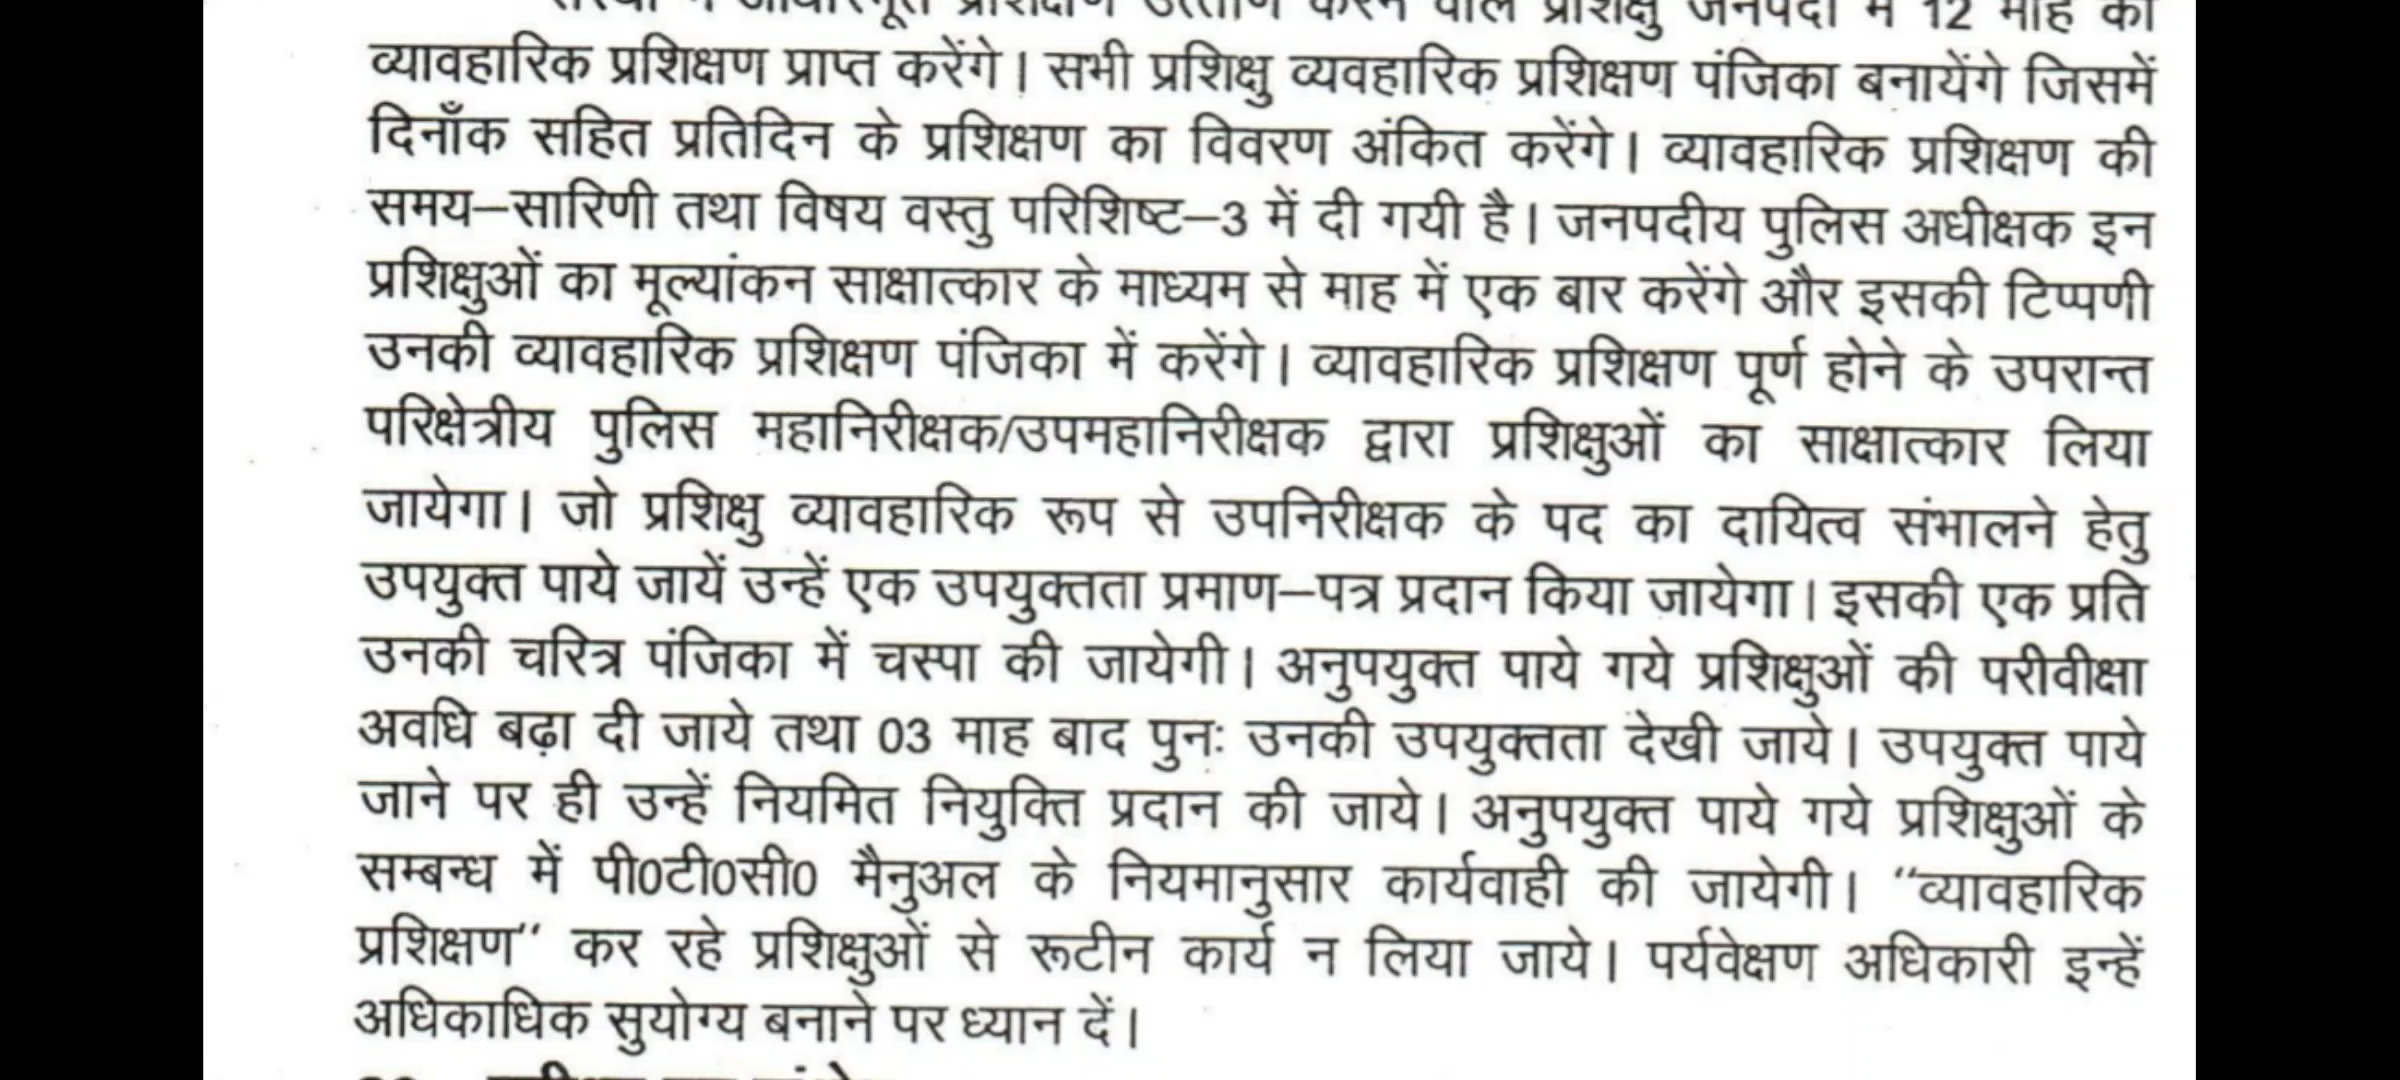 प्रशिक्षु जनपदों में 12 माह का
व्यावहारिक प्रशिक्षण प्राप्त करेंगे। सभी प्रशिक्षु व्यवहारिक प्रशिक्षण पंजिका बनायेंगे जिसमें
दिनाँक सहित प्रतिदिन के प्रशिक्षण का विवरण अंकित करेंगे। व्यावहारिक प्रशिक्षण की
समय–सारिणी तथा विषय वस्तु परिशिष्ट–3 में दी गयी है। जनपदीय पुलिस अधीक्षक इन
प्रशिक्षुओं का मूल्यांकन साक्षात्कार के माध्यम से माह में एक बार करेंगे और इसकी टिप्पणी
उनकी व्यावहारिक प्रशिक्षण पंजिका में करेंगे। व्यावहारिक प्रशिक्षण पूर्ण होने के उपरान्त
परिक्षेत्रीय पुलिस महानिरीक्षक/उपमहानिरीक्षक द्वारा प्रशिक्षुओं का साक्षात्कार लिया
जायेगा। जो प्रशिक्षु व्यावहारिक रूप से उपनिरीक्षक के पद का दायित्व संभालने हेतु
उपयुक्त पाये जायें उन्हें एक उपयुक्तता प्रमाण–पत्र प्रदान किया जायेगा। इसकी एक प्रति
उनकी चरित्र पंजिका में चस्पा की जायेगी। अनुपयुक्त पाये गये प्रशिक्षुओं की परीवीक्षा
अवधि बढ़ा दी जाये तथा 03 माह बाद पुनः उनकी उपयुक्तता देखी जाये। उपयुक्त पाये
जाने पर ही उन्हें नियमित नियुक्ति प्रदान की जाये। अनुपयुक्त पाये गये प्रशिक्षुओं के
सम्बन्ध में पी0टी0सी0 मैनुअल के नियमानुसार कार्यवाही की जायेगी। “व्यावहारिक
प्रशिक्षण” कर रहे प्रशिक्षुओं से रूटीन कार्य न लिया जाये। पर्यवेक्षण अधिकारी इन्हें
अधिकाधिक सुयोग्य बनाने पर ध्यान दें।